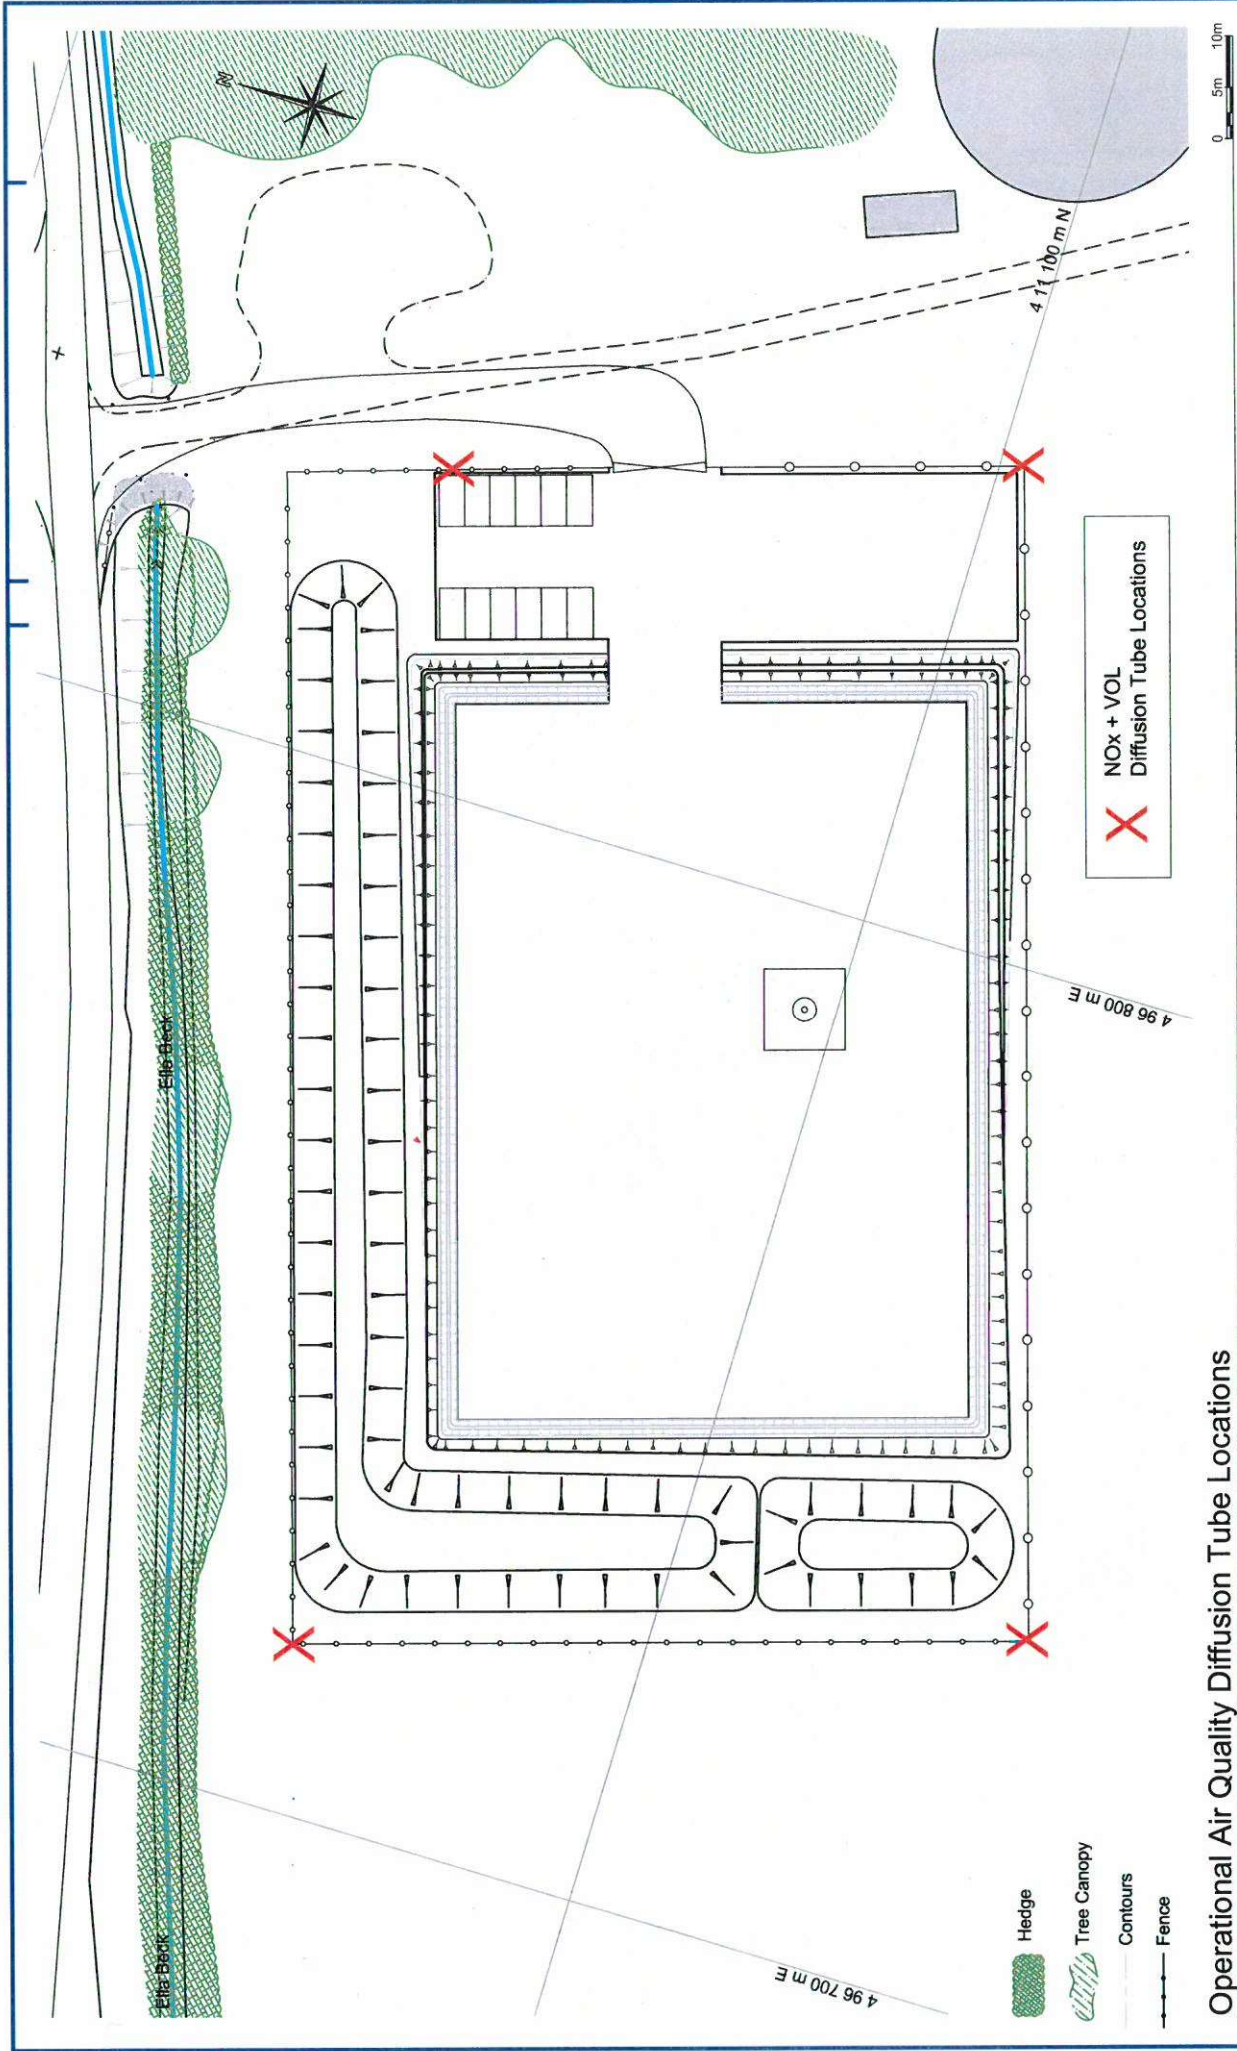 N
Ella Beck
Ella Beck
4 11 100 m N
4 96 800 m E
4 96 700 m E
NOx + VOL
Diffusion Tube Locations
Hedge
Tree Canopy
Contours
Fence
0 5m 10m
Operational Air Quality Diffusion Tube Locations